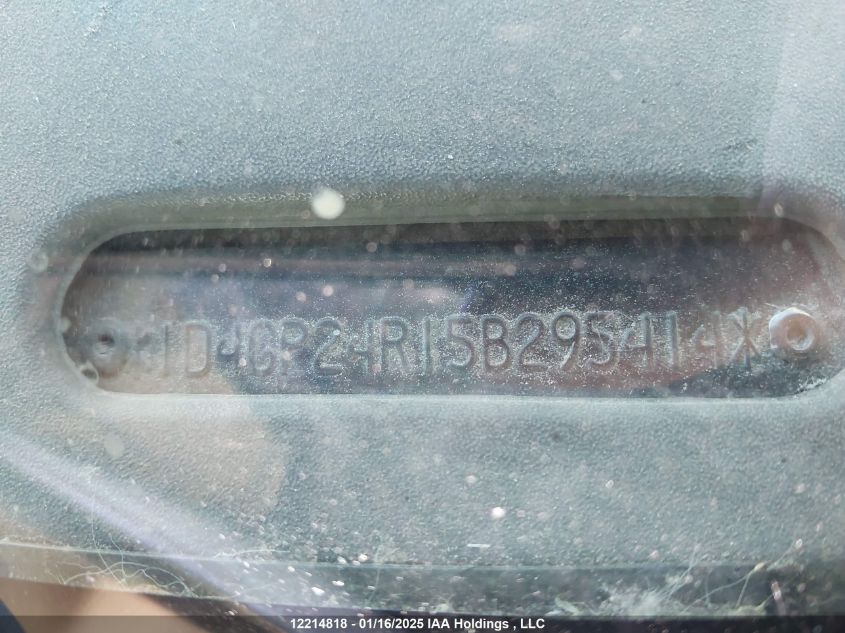 *1D4GP24R15B295414*
12214818 - 01/16/2025 IAA Holdings , LLC